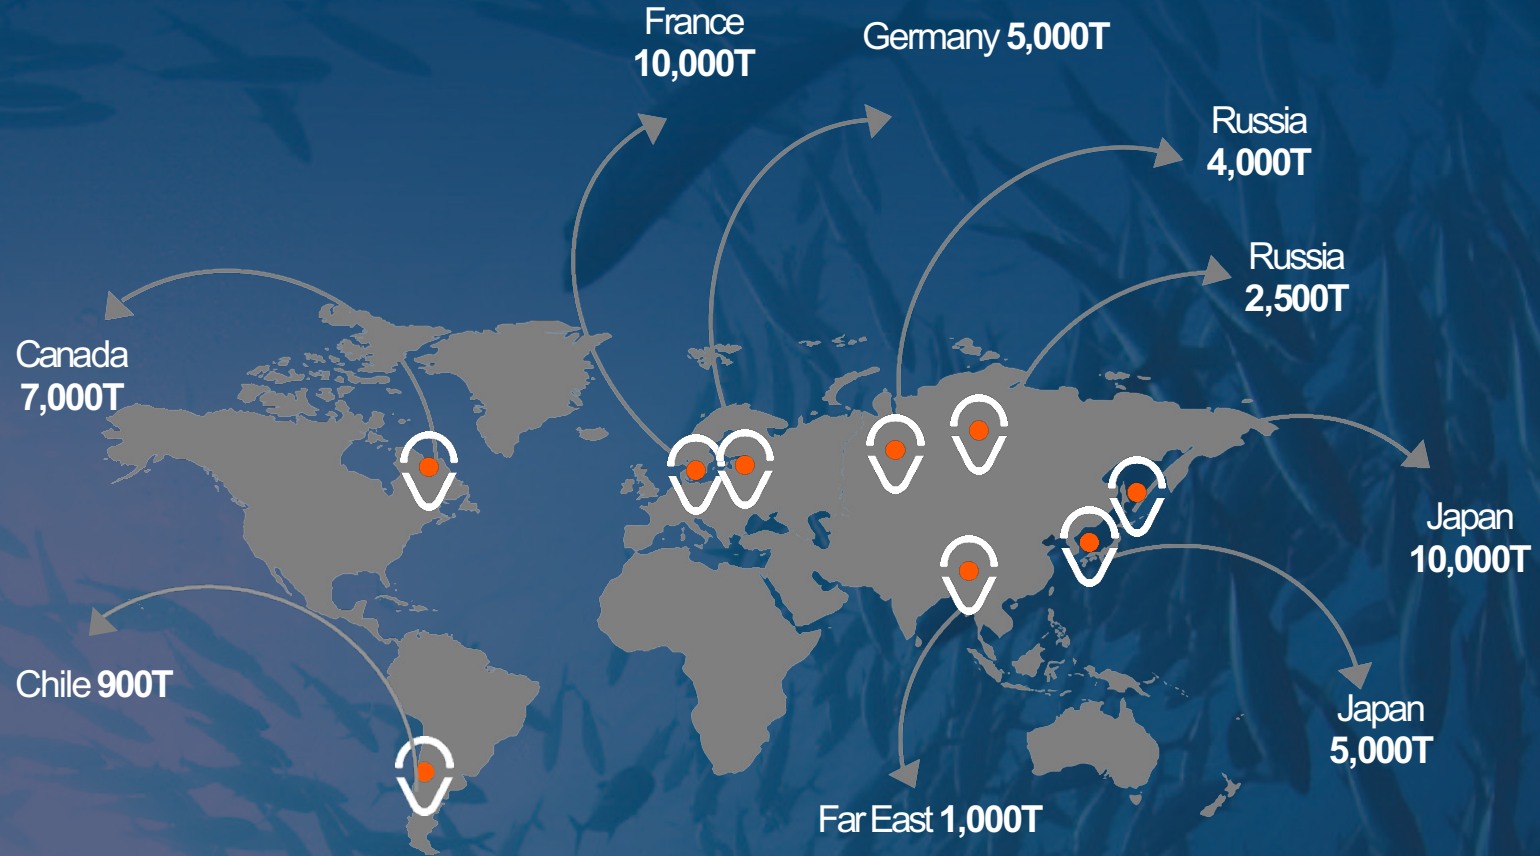 France
10,000T
Germany 5,000T
Russia
4,000T
Russia
2,500T
Canada
7,000T
Japan
10,000T
Chile 900T
Japan
5,000T
Far East 1,000T